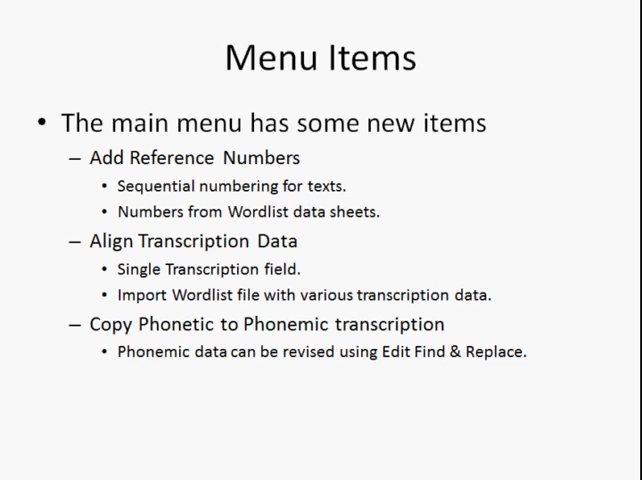 Menu Items
• The main menu has some new items
– Add Reference Numbers
• Sequential numbering for texts.
• Numbers from Wordlist data sheets.
– Align Transcription Data
• Single Transcription field.
• Import Wordlist file with various transcription data.
– Copy Phonetic to Phonemic transcription
• Phonemic data can be revised using Edit Find & Replace.